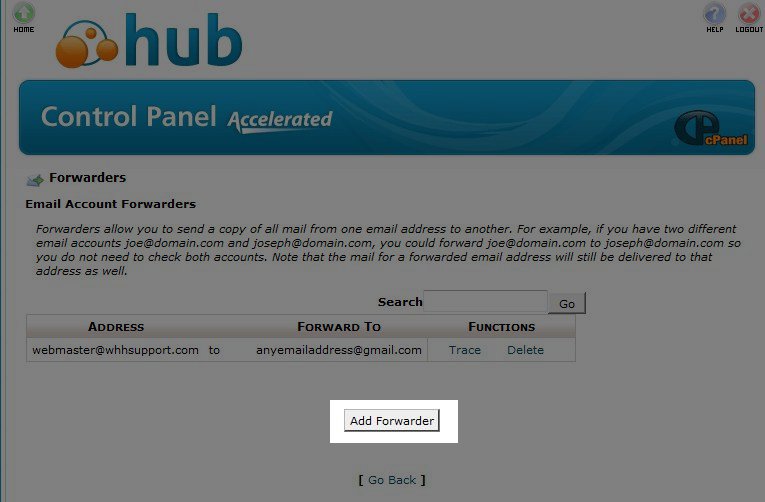 HOME
hub
HELP LOGOUT
Control Panel Accelerated
cPanel
Forwarders
Email Account Forwarders
Forwarders allow you to send a copy of all mail from one email address to another. For example, if you have two different
email accounts joe@domain.com and joseph@domain.com, you could forward joe@domain.com to joseph@domain.com so
you do not need to check both accounts. Note that the mail for a forwarded email address will still be delivered to that
address as well.
Search Go
ADDRESS FORWARD TO FUNCTIONS
webmaster@whhsupport.com to anyemailaddress@gmail.com Trace Delete
Add Forwarder
[ Go Back ]